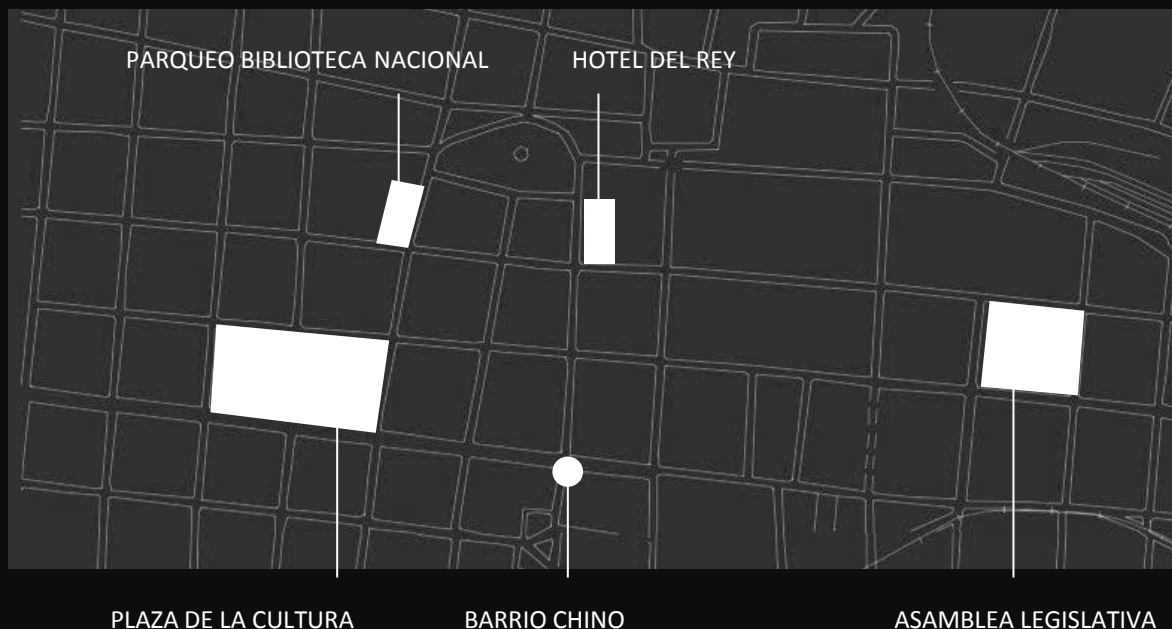 PARQUEO BIBLIOTECA NACIONAL
HOTEL DEL REY
PLAZA DE LA CULTURA
BARRIO CHINO
ASAMBLEA LEGISLATIVA